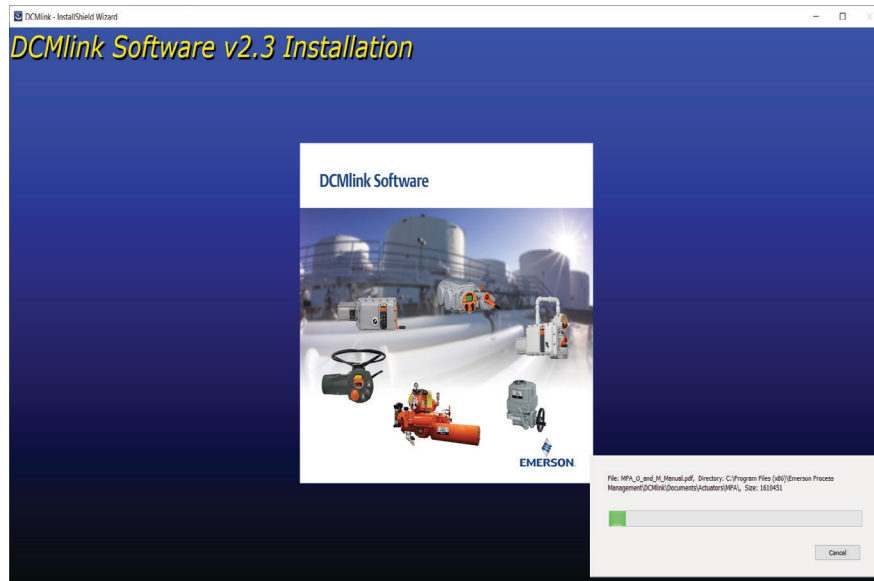 DCMlink - InstallShield Wizard
DCMlink Software v2.3 Installation
DCMlink Software
EMERSON
File: MPA_O_and_M_Manual.pdf, Directory: C:\Program Files (x86)\Emerson Process
Management\DCMlink\Documents\Actuators\MPA\, Size: 1610451
Cancel